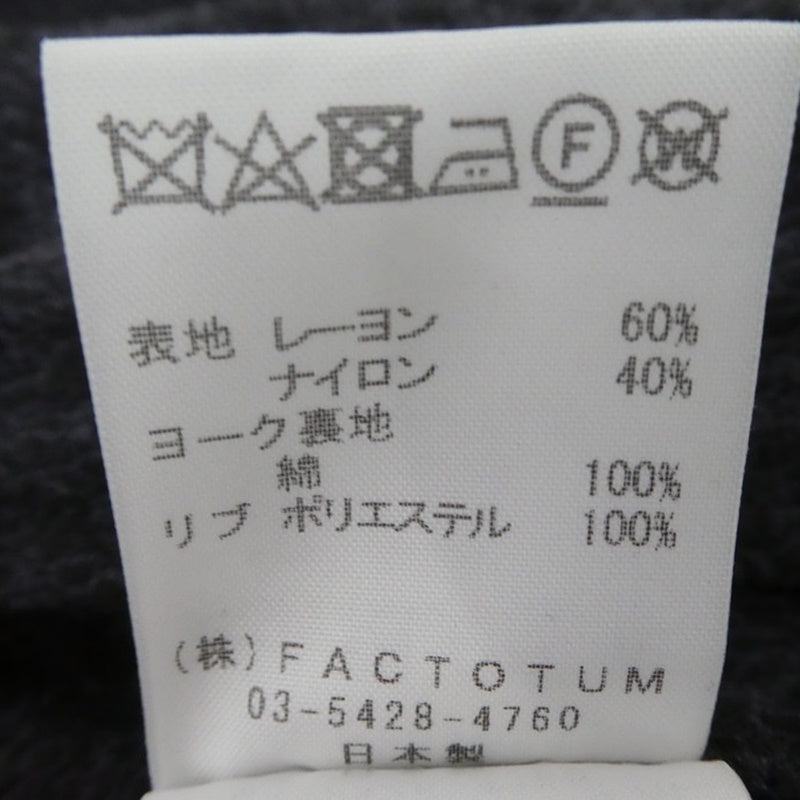 F W
表地 レーヨン 60%
ナイロン 40%
ヨーク裏地
綿 100%
リブ ポリエステル 100%
(株)FACTOTUM
03-5428-4760
日本製